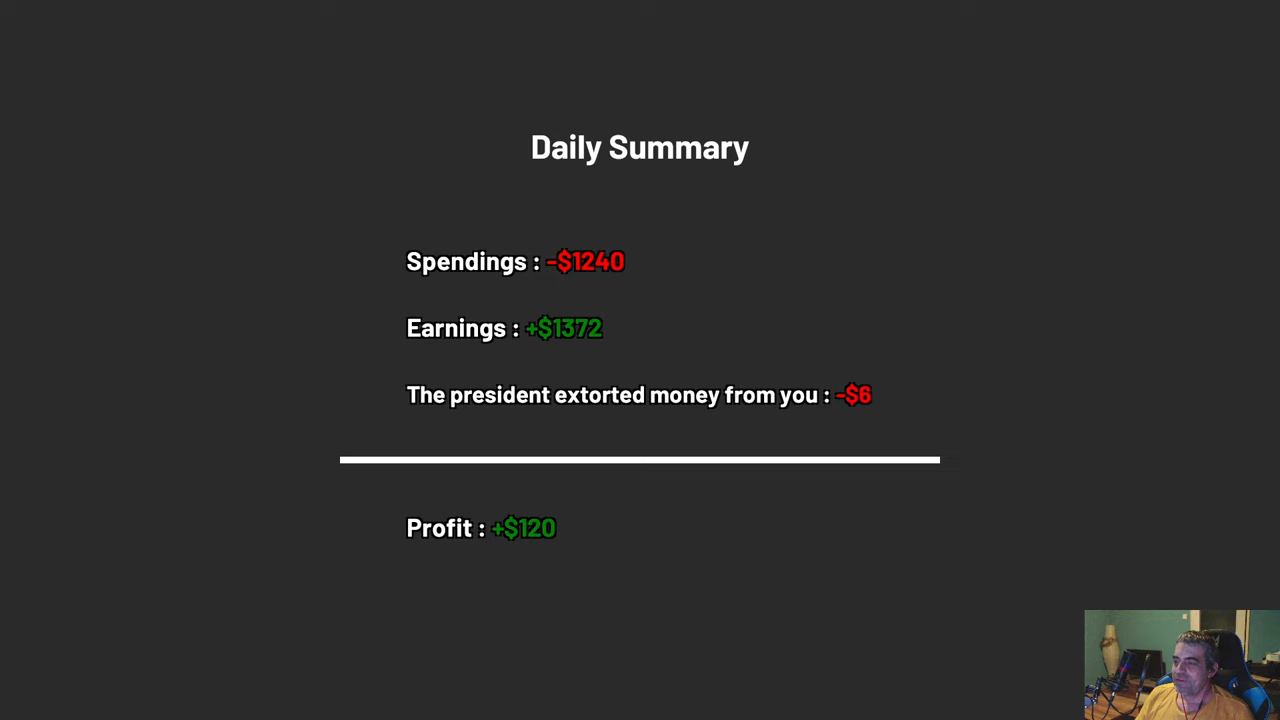 Daily Summary
Spendings : -$1240
Earnings : +$1372
The president extorted money from you : -$6
Profit : +$120